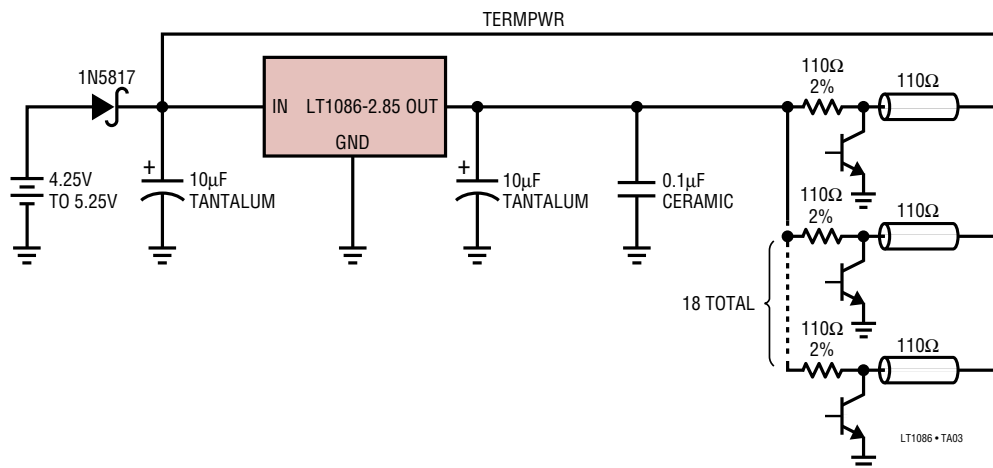 TERMPWR
1N5817
IN LT1086-2.85 OUT
GND
+
4.25V
TO 5.25V
10µF
TANTALUM
+
10µF
TANTALUM
0.1µF
CERAMIC
110Ω
2%
110Ω
110Ω
2%
110Ω
18 TOTAL
110Ω
2%
110Ω
LT1086 • TA03